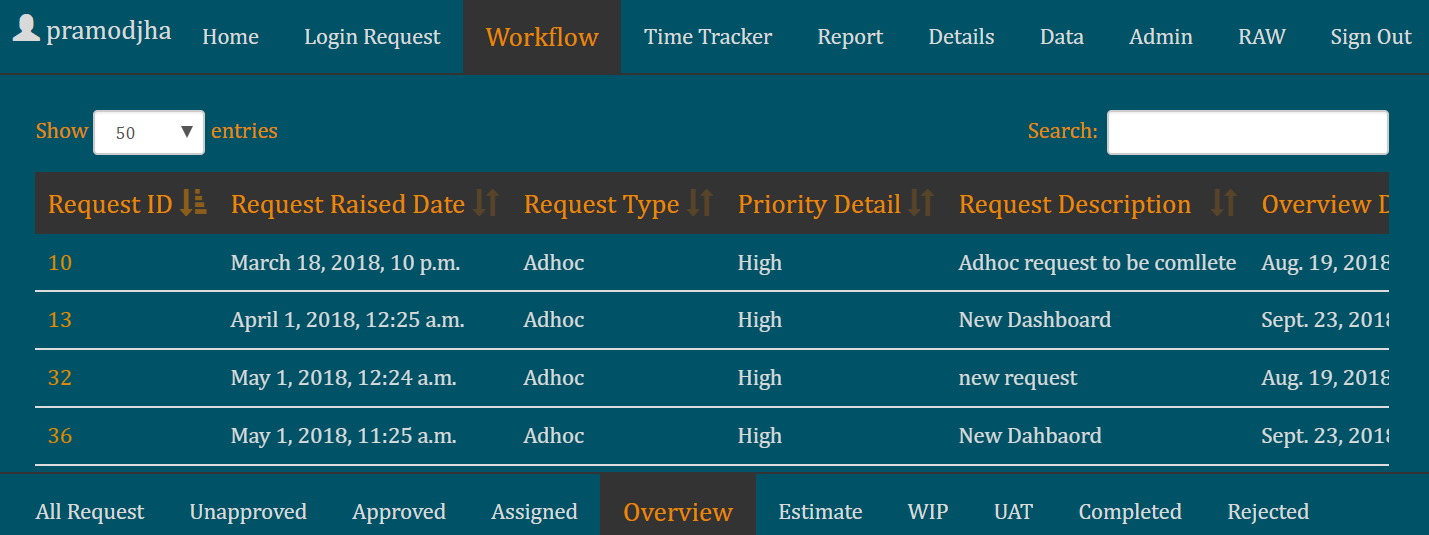 pramodjha Home Login Request Workflow Time Tracker Report Details Data Admin RAW Sign Out
Show 50 entries Search:
Request ID Request Raised Date Request Type Priority Detail Request Description Overview D
10 March 18, 2018, 10 p.m. Adhoc High Adhoc request to be comllete Aug. 19, 2018
13 April 1, 2018, 12:25 a.m. Adhoc High New Dashboard Sept. 23, 2018
32 May 1, 2018, 12:24 a.m. Adhoc High new request Aug. 19, 2018
36 May 1, 2018, 11:25 a.m. Adhoc High New Dahbaord Sept. 23, 2018
All Request Unapproved Approved Assigned Overview Estimate WIP UAT Completed Rejected